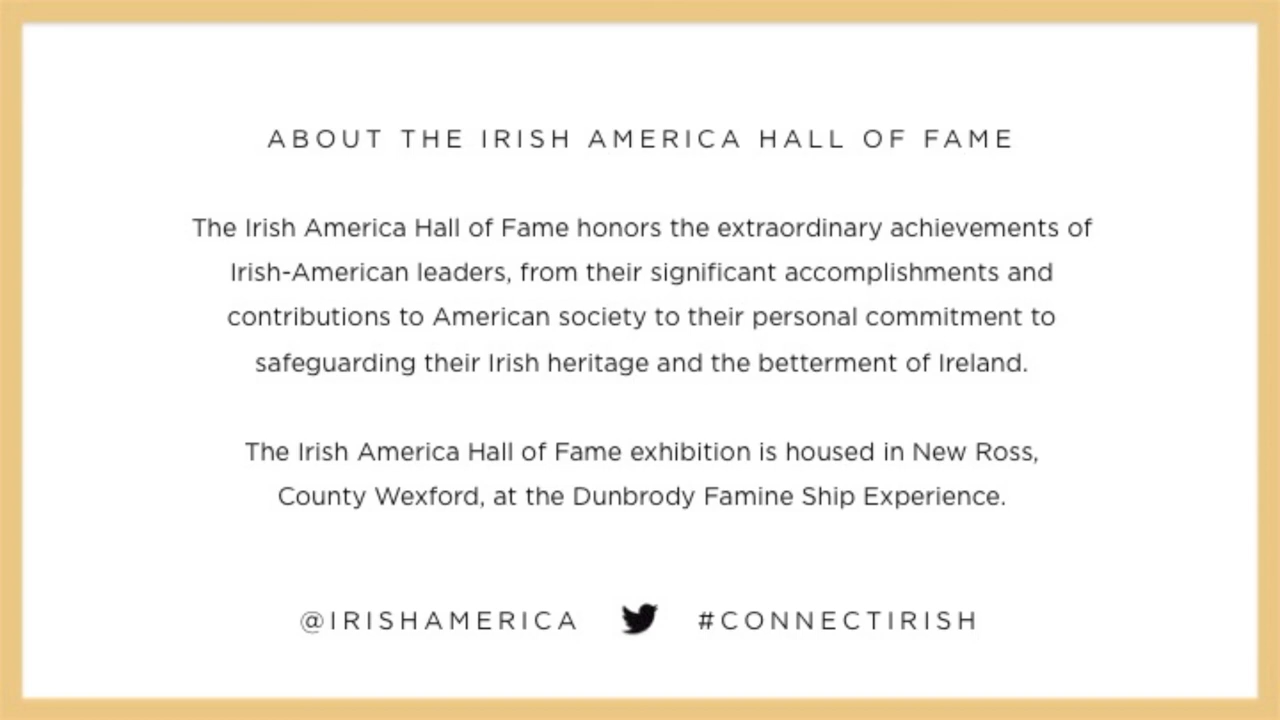 ABOUT THE IRISH AMERICA HALL OF FAME
The Irish America Hall of Fame honors the extraordinary achievements of
Irish-American leaders, from their significant accomplishments and
contributions to American society to their personal commitment to
safeguarding their Irish heritage and the betterment of Ireland.
The Irish America Hall of Fame exhibition is housed in New Ross,
County Wexford, at the Dunbrody Famine Ship Experience.
@IRISHAMERICA #CONNECTIRISH